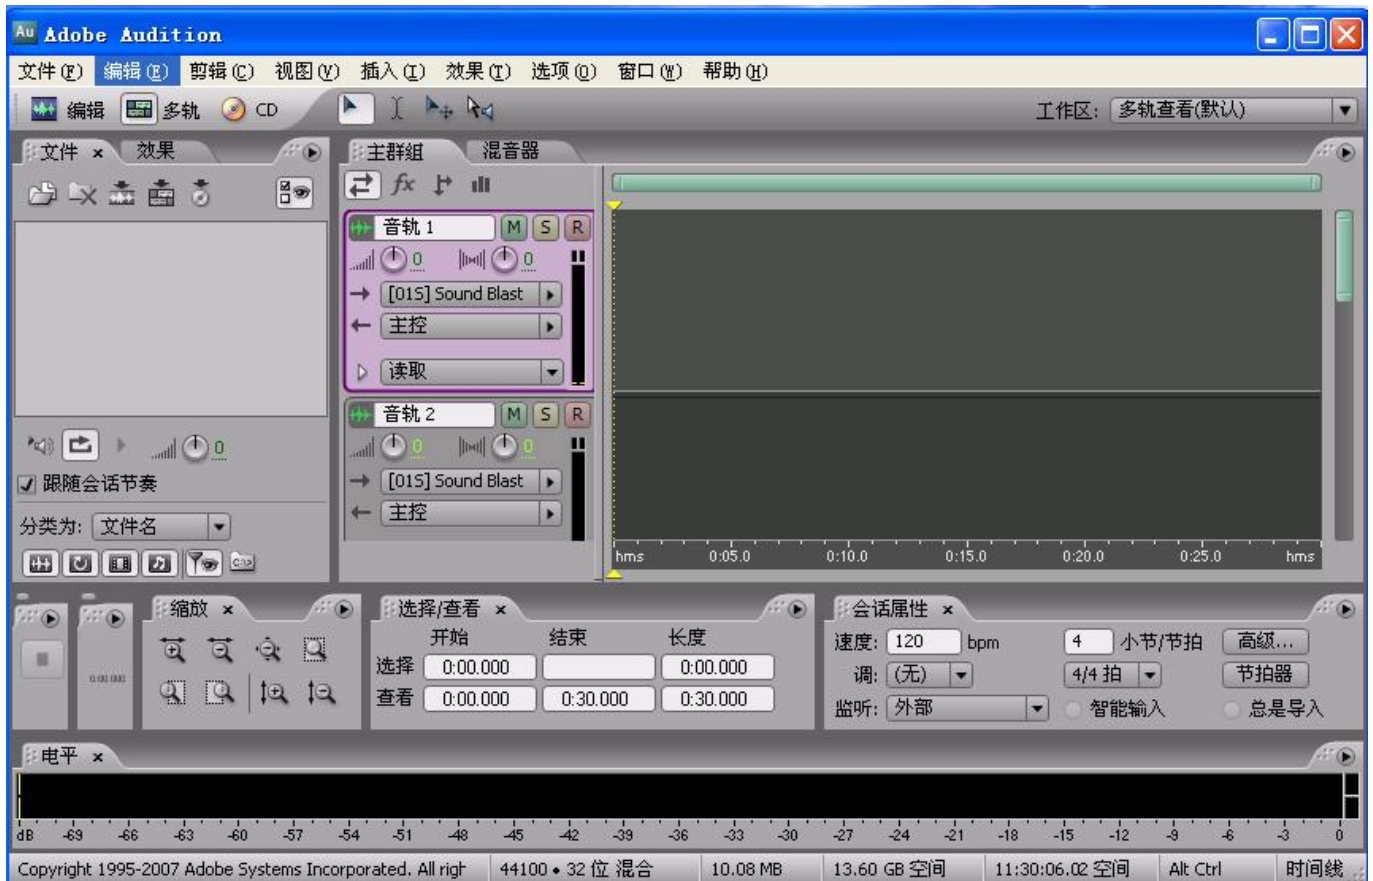 Au Adobe Audition
文件(F) 编辑(E) 剪辑(C) 视图(V) 插入(I) 效果(T) 选项(O) 窗口(W) 帮助(H)
编辑 多轨 CD 工作区: 多轨查看(默认)
文件 × 效果 主群组 混音器
fx
音轨 1 M S R
0 0
[01S] Sound Blast
主控
读取
音轨 2 M S R
0 0
[01S] Sound Blast
主控
0
跟随会话节奏
分类为: 文件名
hms 0:05.0 0:10.0 0:15.0 0:20.0 0:25.0 hms
缩放 × 选择/查看 × 会话属性 ×
开始 结束 长度
选择 0:00.000 0:00.000
查看 0:00.000 0:30.000 0:30.000
0:00.000
速度: 120 bpm 4 小节/节拍 高级...
调: (无) 4/4 拍 节拍器
监听: 外部 智能输入 总是导入
电平 ×
dB -69 -66 -63 -60 -57 -54 -51 -48 -45 -42 -39 -36 -33 -30 -27 -24 -21 -18 -15 -12 -9 -6 -3 0
Copyright 1995-2007 Adobe Systems Incorporated. All righ 44100 • 32 位 混合 10.08 MB 13.60 GB 空间 11:30:06.02 空间 Alt Ctrl 时间线